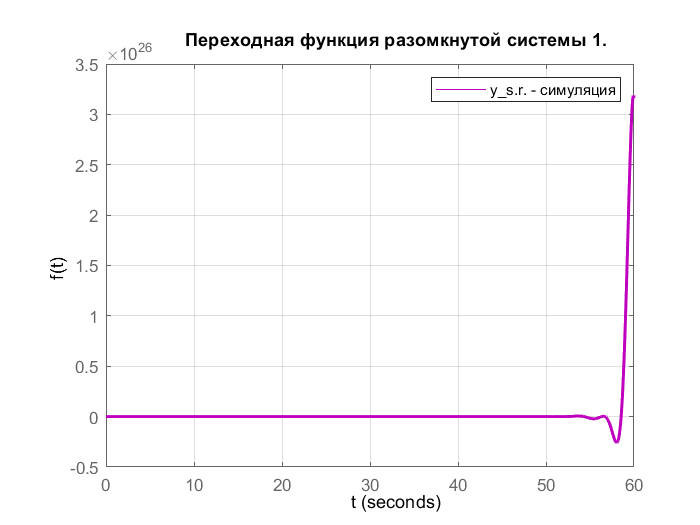 Переходная функция разомкнутой системы 1.
×10^26
y_s.r. - симуляция
3.5
3
2.5
2
1.5
1
0.5
0
-0.5
f(t)
0 10 20 30 40 50 60
t (seconds)